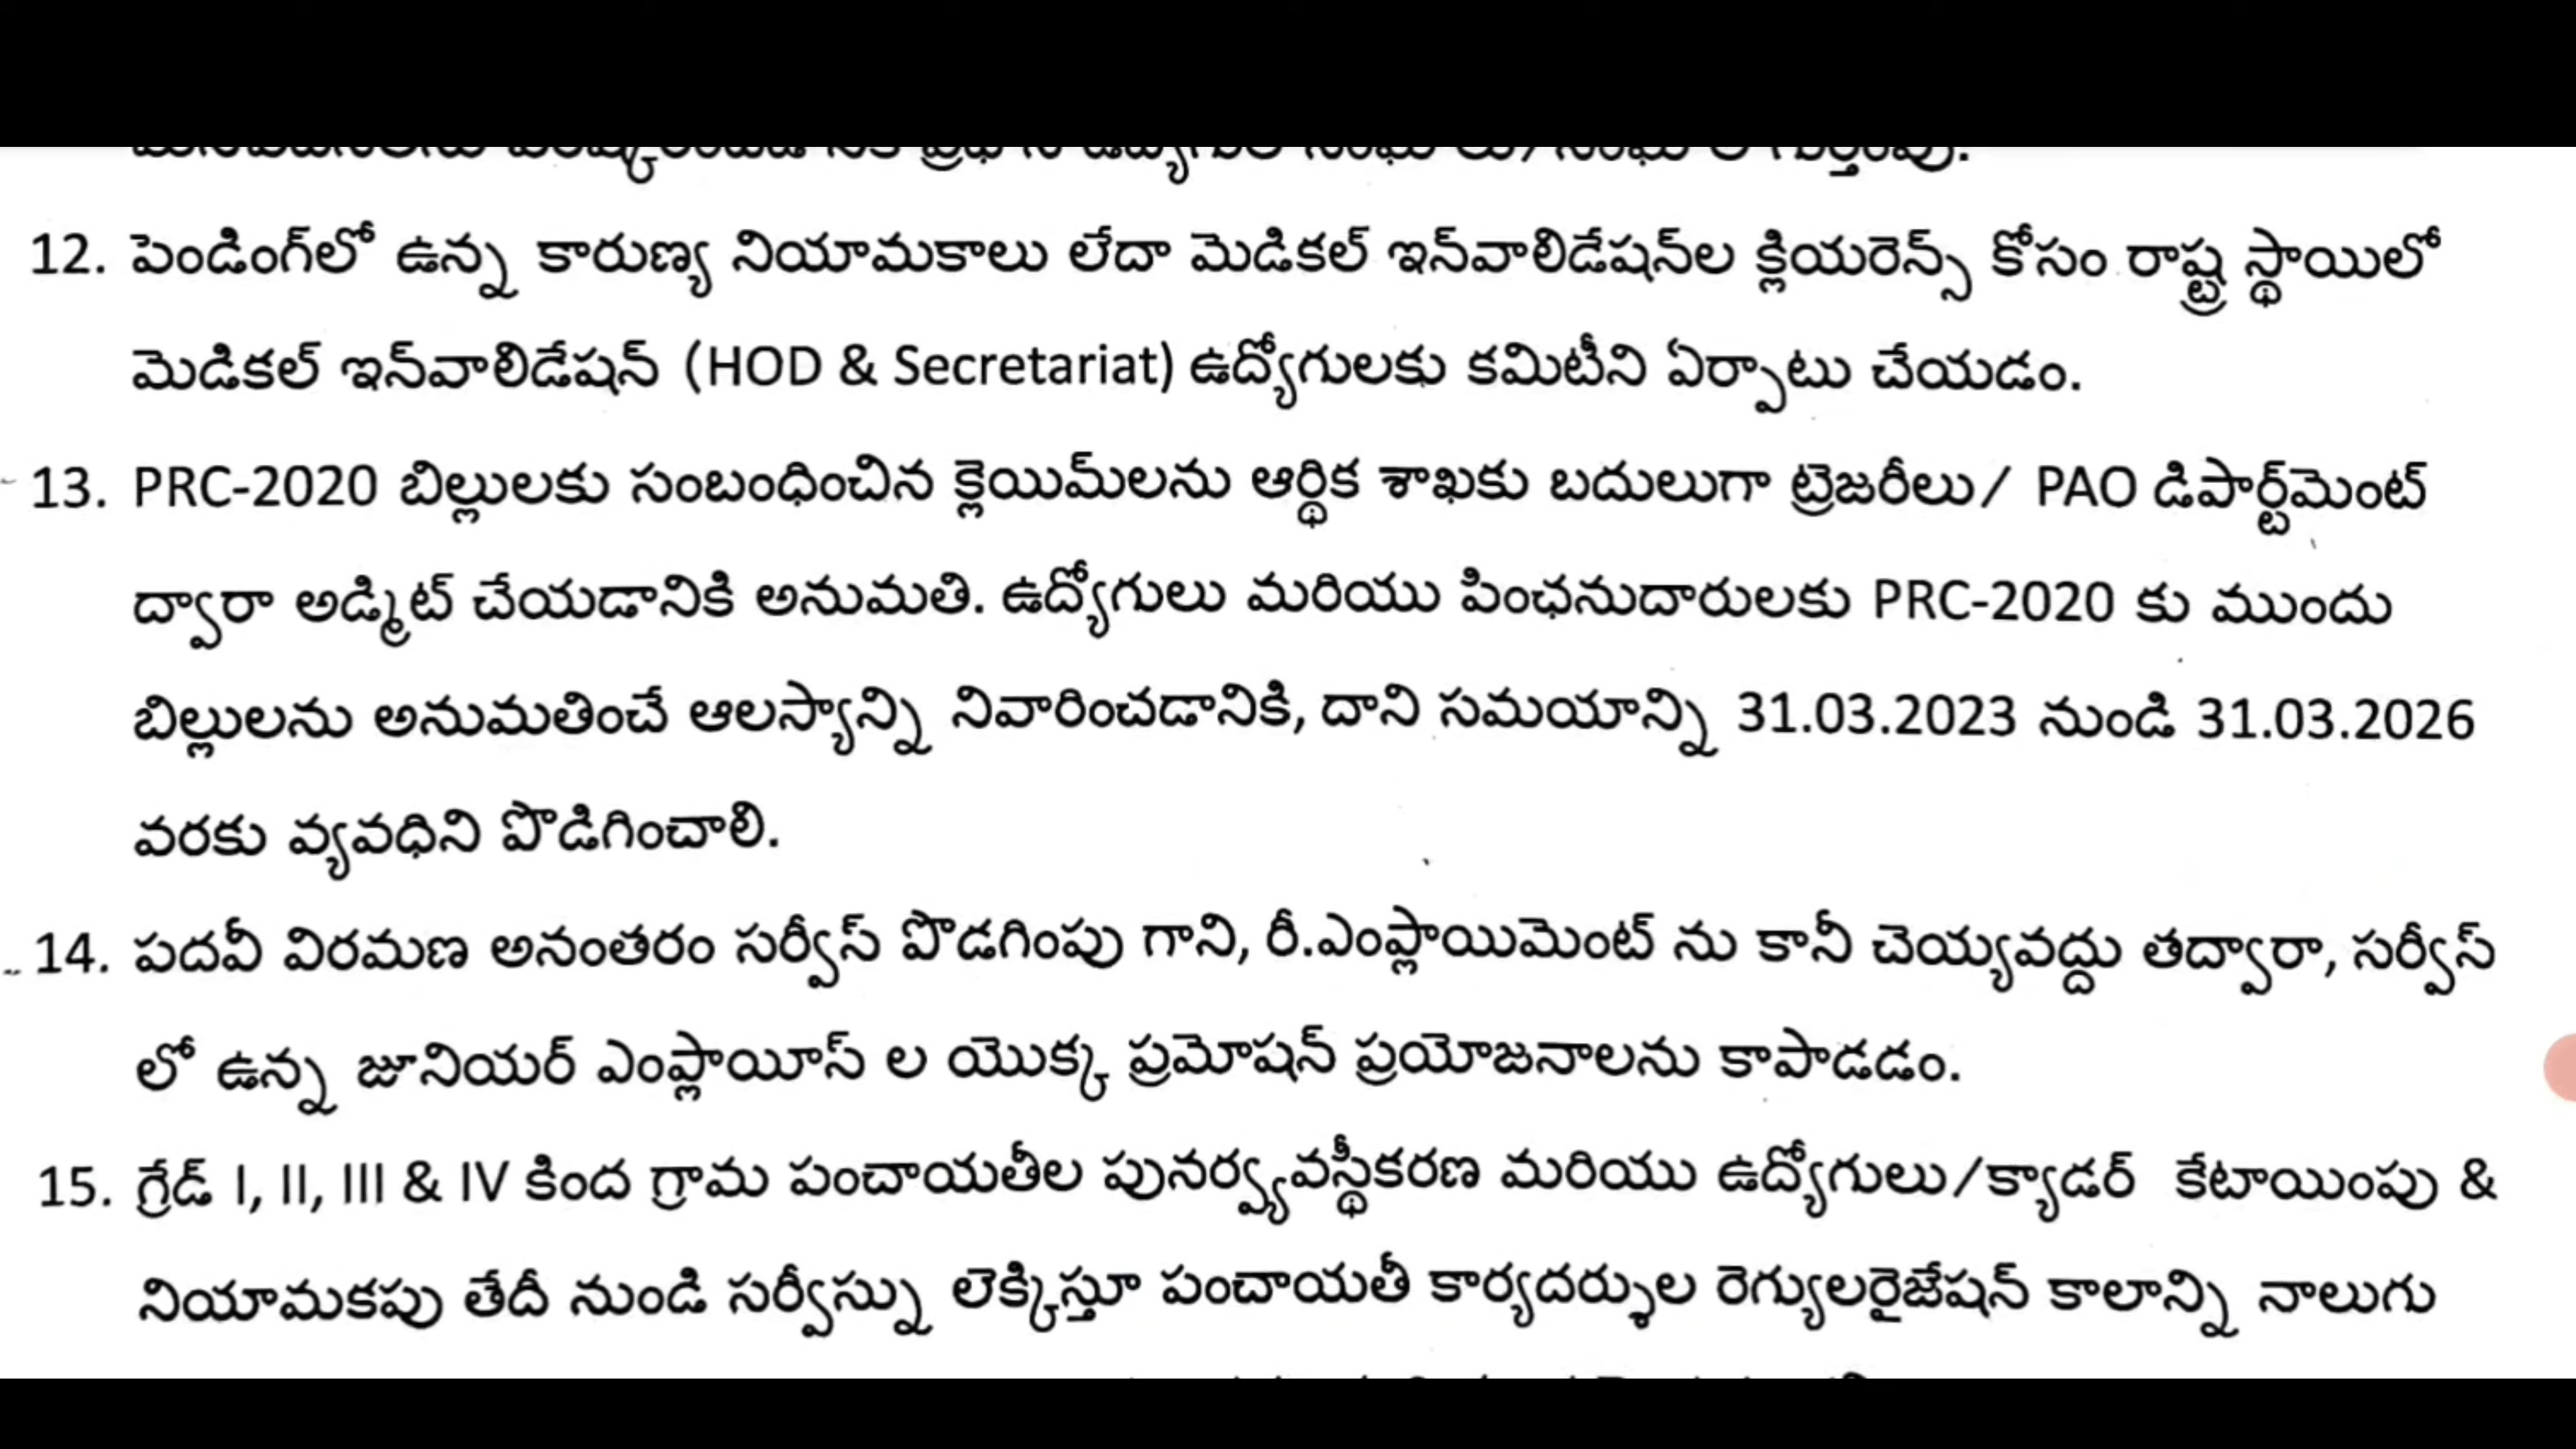 12. పెండింగ్‌లో ఉన్న కారుణ్య నియామకాలు లేదా మెడికల్ ఇన్‌వాలిడేషన్‌ల క్లియరెన్స్ కోసం రాష్ట్ర స్థాయిలో
మెడికల్ ఇన్‌వాలిడేషన్ (HOD & Secretariat) ఉద్యోగులకు కమిటీని ఏర్పాటు చేయడం.
13. PRC-2020 బిల్లులకు సంబంధించిన క్లెయిమ్‌లను ఆర్థిక శాఖకు బదులుగా ట్రెజరీలు/ PAO డిపార్ట్‌మెంట్
ద్వారా అడ్మిట్ చేయడానికి అనుమతి. ఉద్యోగులు మరియు పింఛనుదారులకు PRC-2020 కు ముందు
బిల్లులను అనుమతించే ఆలస్యాన్ని నివారించడానికి, దాని సమయాన్ని 31.03.2023 నుండి 31.03.2026
వరకు వ్యవధిని పొడిగించాలి.
14. పదవీ విరమణ అనంతరం సర్వీస్ పొడగింపు గాని, రీ.ఎంప్లాయిమెంట్ ను కానీ చెయ్యవద్దు తద్వారా, సర్వీస్
లో ఉన్న జూనియర్ ఎంప్లాయీస్ ల యొక్క ప్రమోషన్ ప్రయోజనాలను కాపాడడం.
15. గ్రేడ్ I, II, III & IV కింద గ్రామ పంచాయతీల పునర్వ్యవస్థీకరణ మరియు ఉద్యోగులు/క్యాడర్ కేటాయింపు &
నియామకపు తేదీ నుండి సర్వీస్ను లెక్కిస్తూ పంచాయతీ కార్యదర్శుల రెగ్యులరైజేషన్ కాలాన్ని నాలుగు